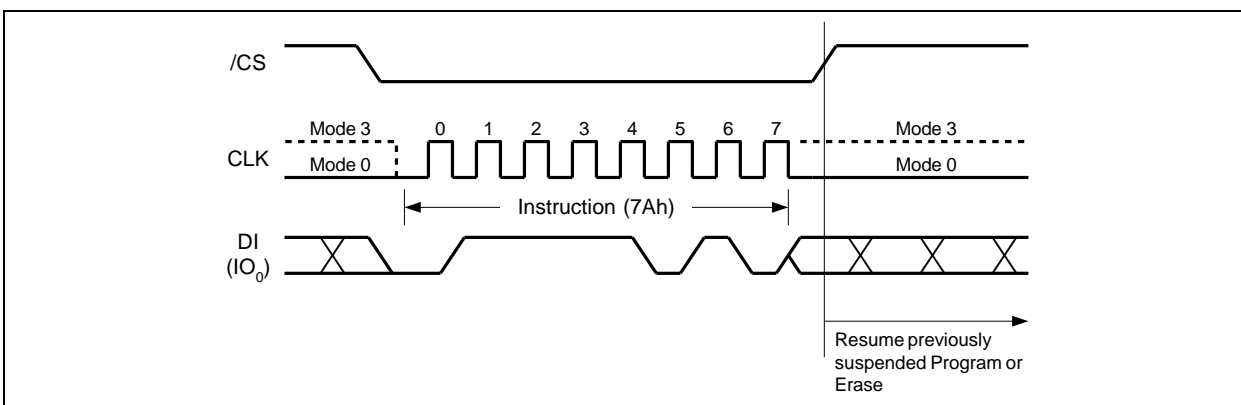 /CS
Mode 3 0 1 2 3 4 5 6 7 Mode 3
CLK
Mode 0 Mode 0
Instruction (7Ah)
DI
(IO0)
Resume previously
suspended Program or
Erase